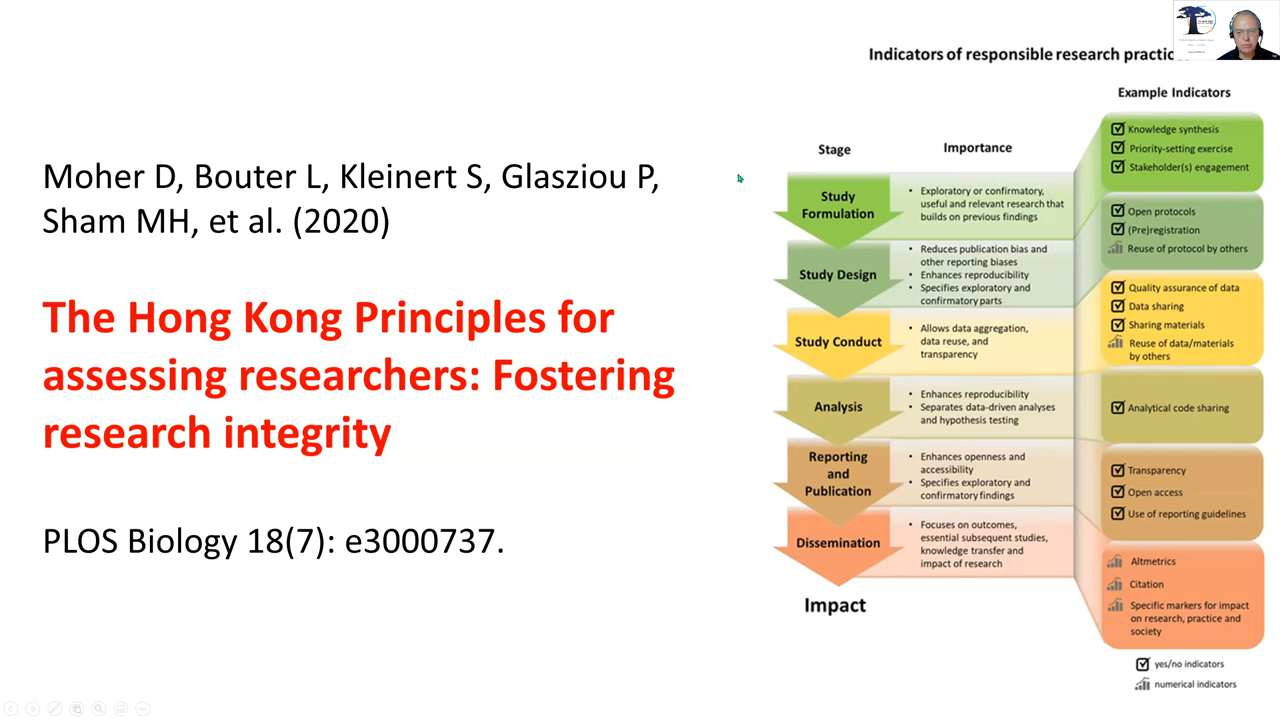 Moher D, Bouter L, Kleinert S, Glasziou P,
Sham MH, et al. (2020)
The Hong Kong Principles for
assessing researchers: Fostering
research integrity
PLOS Biology 18(7): e3000737.
Indicators of responsible research
Stage
Importance
Example Indicators
Study
Formulation
• Exploratory or confirmatory,
useful and relevant research that
builds on previous findings
Knowledge synthesis
Priority-setting exercise
Stakeholder(s) engagement
Study Design
• Reduces publication bias and
other reporting biases
• Enhances reproducibility
• Specifies exploratory and
confirmatory parts
Open protocols
(Pre)registration
Reuse of protocol by others
Study Conduct
• Allows data aggregation,
data reuse, and
transparency
Quality assurance of data
Data sharing
Sharing materials
Reuse of data/materials
by others
Analysis
• Enhances reproducibility
• Separates data-driven analyses
and hypothesis testing
Analytical code sharing
Reporting
and
Publication
• Enhances openness and
accessibility
• Specifies exploratory and
confirmatory findings
Transparency
Open access
Use of reporting guidelines
Dissemination
• Focuses on outcomes,
essential subsequent studies,
knowledge transfer and
impact of research
Altmetrics
Citation
Specific markers for impact
on research, practice and
society
Impact
yes/no indicators
numerical indicators